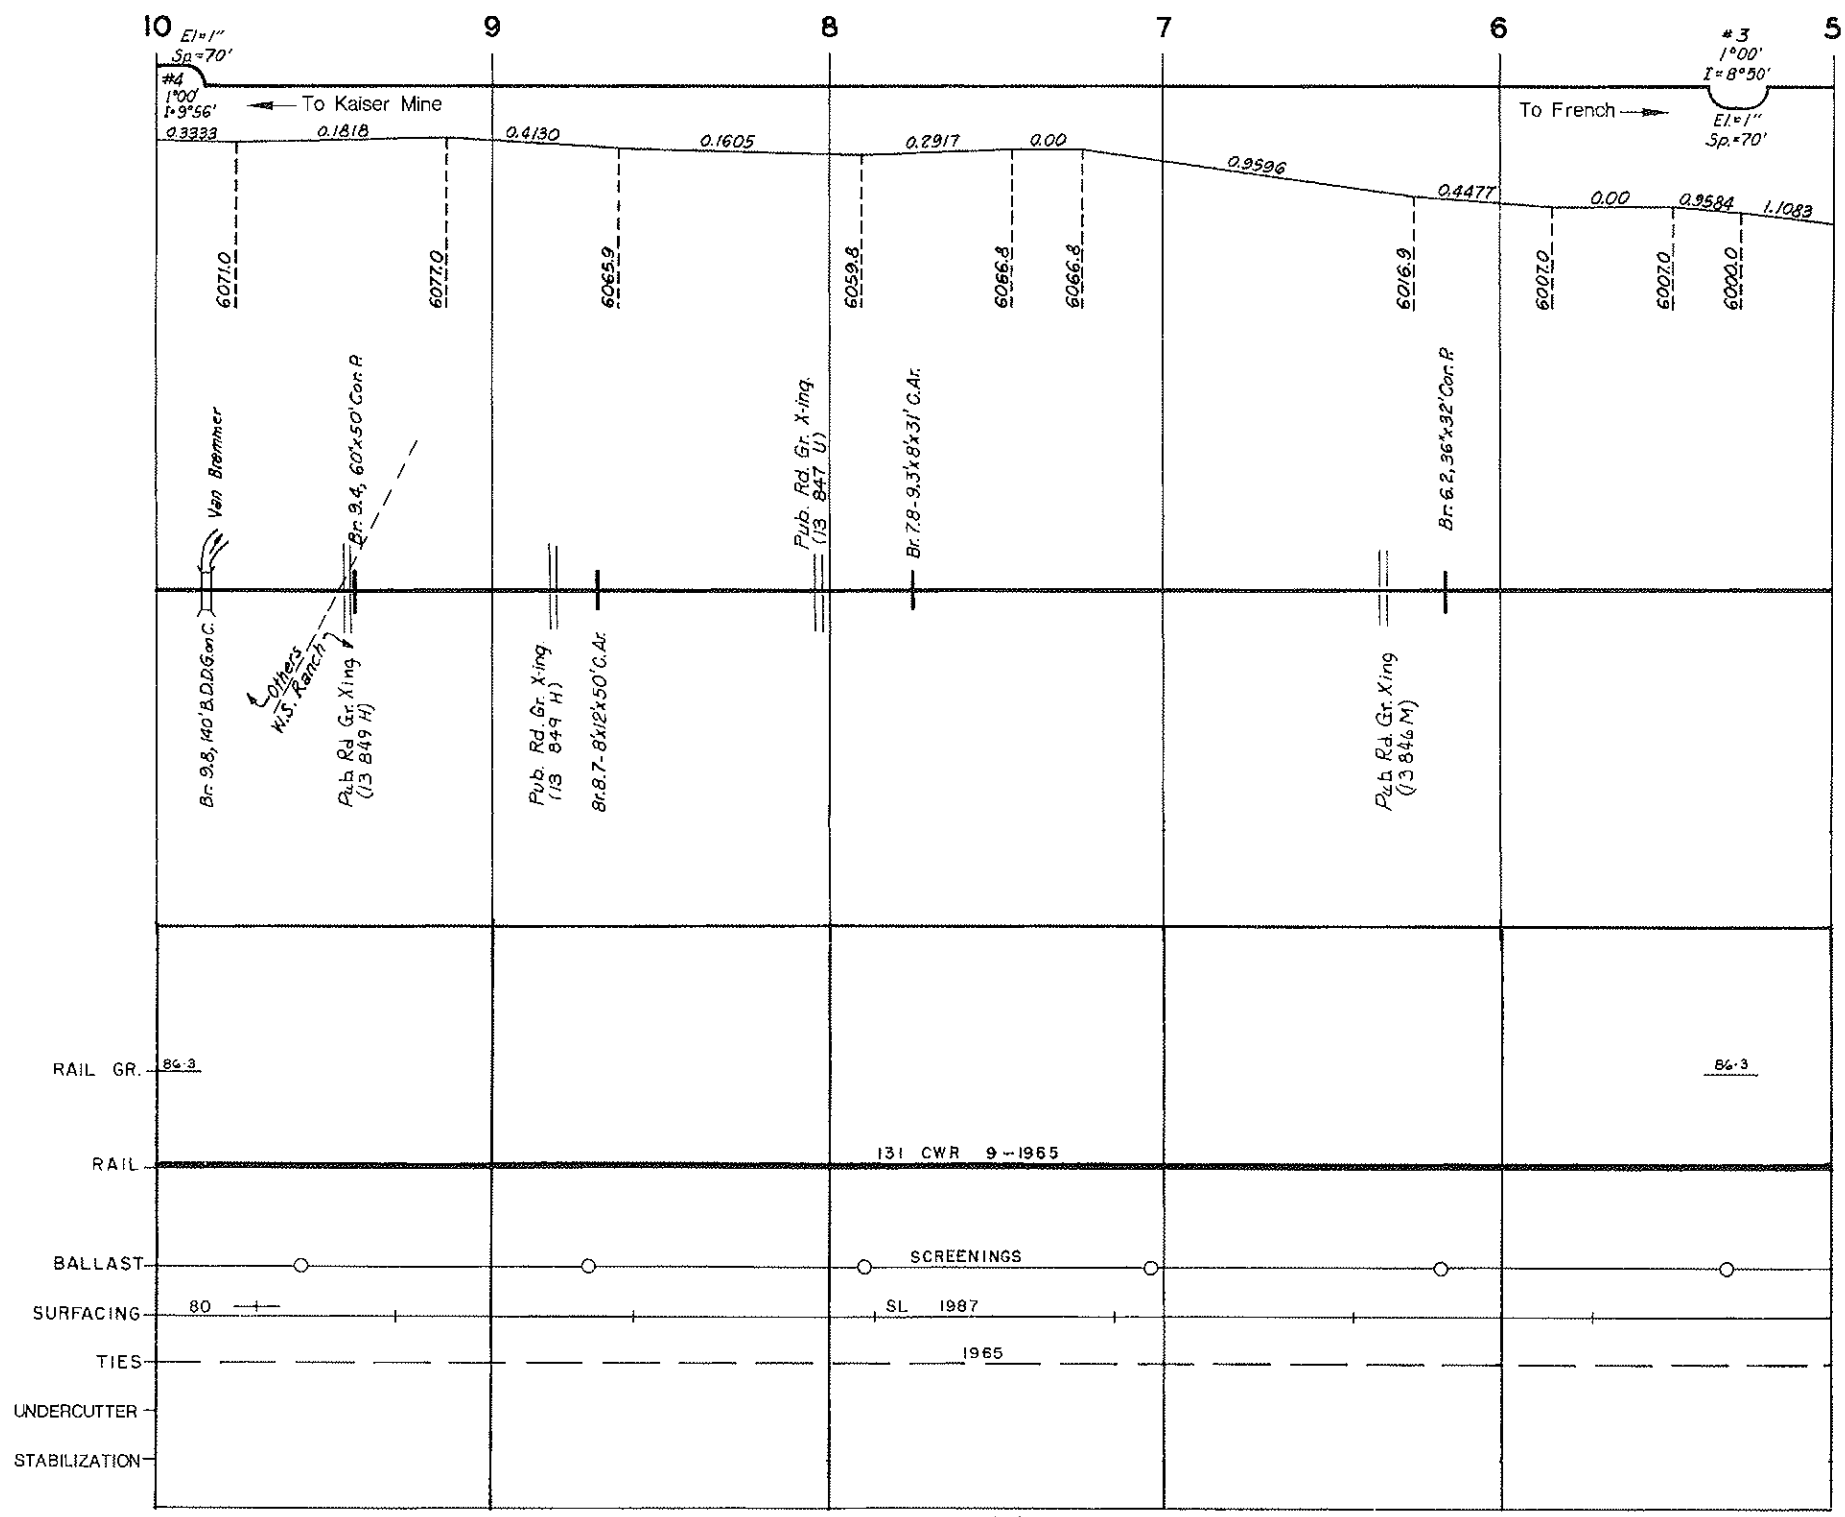 10 9 8 7 6 5
El=1"
Sp=70'
#4
1°00'
I=9°56'
To Kaiser Mine
#3
1°00'
I=8°50'
To French
El.=1"
Sp.=70'
0.3333 0.1818 0.4130 0.1605 0.2917 0.00 0.9596 0.4477 0.00 0.9584 1.1083
6071.0 6077.0 6065.9 6059.8 6066.8 6066.8 6016.9 6007.0 6007.0 6000.0
Van Bremmer
Br. 9.4, 60"x50' Cor. P.
Pub. Rd. Gr. X-ing.
(13 847 U)
Br. 7.8-9.3'x8'x31' C.Ar.
Br. 6.2, 36"x32' Cor. P.
Br. 9.8, 140' B.D.D.G. on C.
Others
W.S. Ranch
Pub. Rd. Gr. Xing
(13 849 H)
Pub. Rd. Gr. X-ing.
(13 849 H)
Br. 8.7-8'x12'x50' C.Ar.
Pub. Rd. Gr. Xing
(13 846 M)
RAIL GR. 86-3 86-3
RAIL 131 CWR 9-1965
BALLAST SCREENINGS
SURFACING 80 SL 1987
TIES 1965
UNDERCUTTER
STABILIZATION